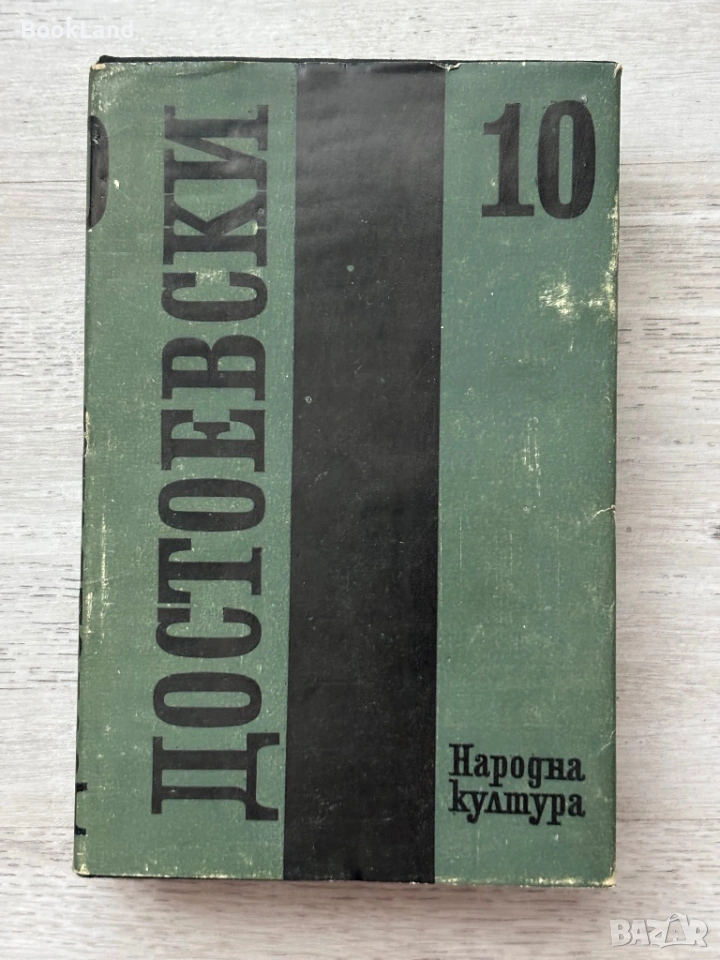 BookLand
ДОСТОЕВСКИ
10
Народна
култура
BAZAR